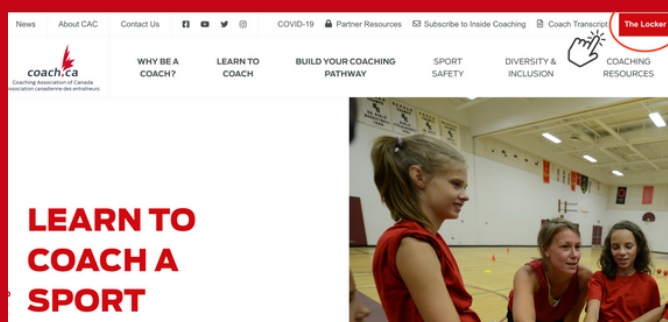 News About CAC Contact Us COVID-19 Partner Resources Subscribe to Inside Coaching Coach Transcript The Locker
coach.ca
Coaching Association of Canada
Association canadienne des entraîneurs
WHY BE A
COACH?
LEARN TO
COACH
BUILD YOUR COACHING
PATHWAY
SPORT
SAFETY
DIVERSITY &
INCLUSION
COACHING
RESOURCES
LEARN TO
COACH A
SPORT